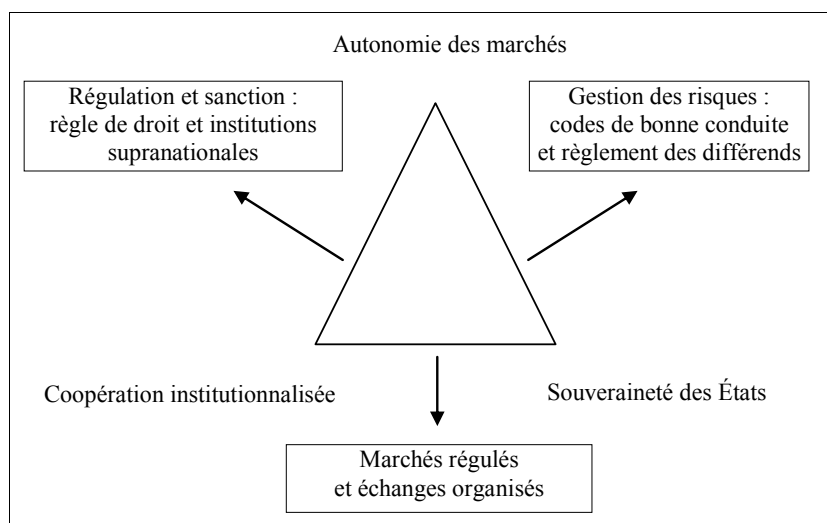 Autonomie des marchés
Régulation et sanction :
règle de droit et institutions
supranationales
Gestion des risques :
codes de bonne conduite
et règlement des différends
Coopération institutionnalisée
Souveraineté des États
Marchés régulés
et échanges organisés